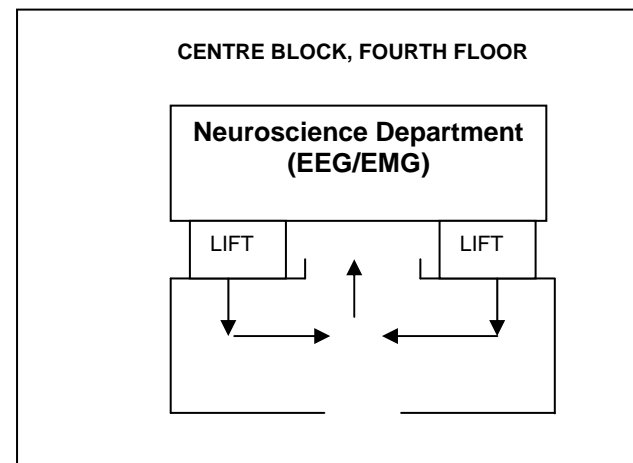 CENTRE BLOCK, FOURTH FLOOR
Neuroscience Department
(EEG/EMG)
LIFT
LIFT